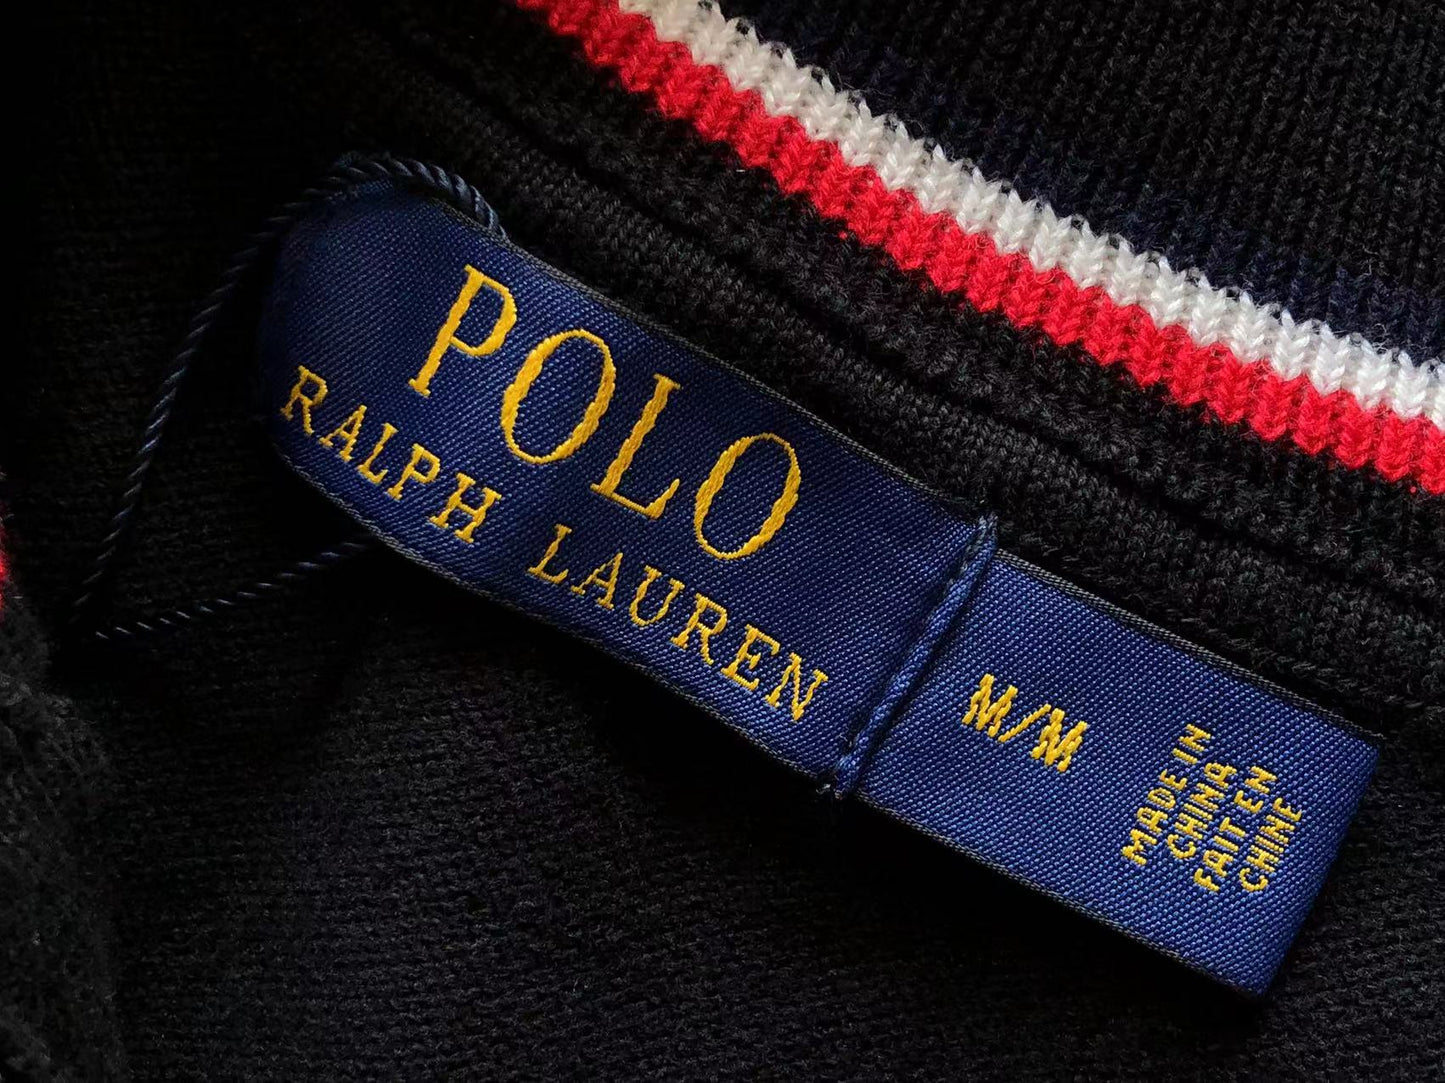 POLO
RALPH LAUREN
M/M
MADE IN
CHINA
FAIT EN
CHINE